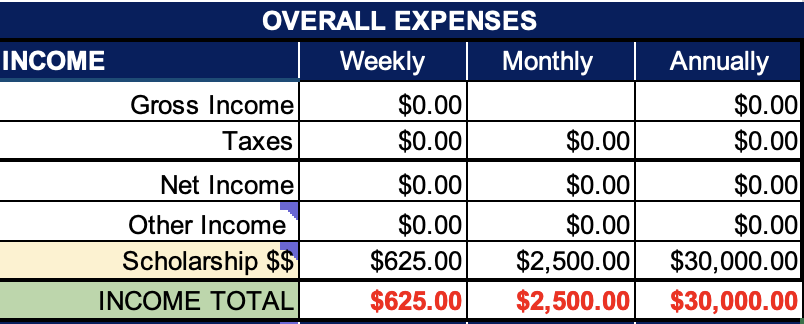 OVERALL EXPENSES
INCOME Weekly Monthly Annually
Gross Income $0.00 $0.00
Taxes $0.00 $0.00 $0.00
Net Income $0.00 $0.00 $0.00
Other Income $0.00 $0.00 $0.00
Scholarship $$ $625.00 $2,500.00 $30,000.00
INCOME TOTAL $625.00 $2,500.00 $30,000.00